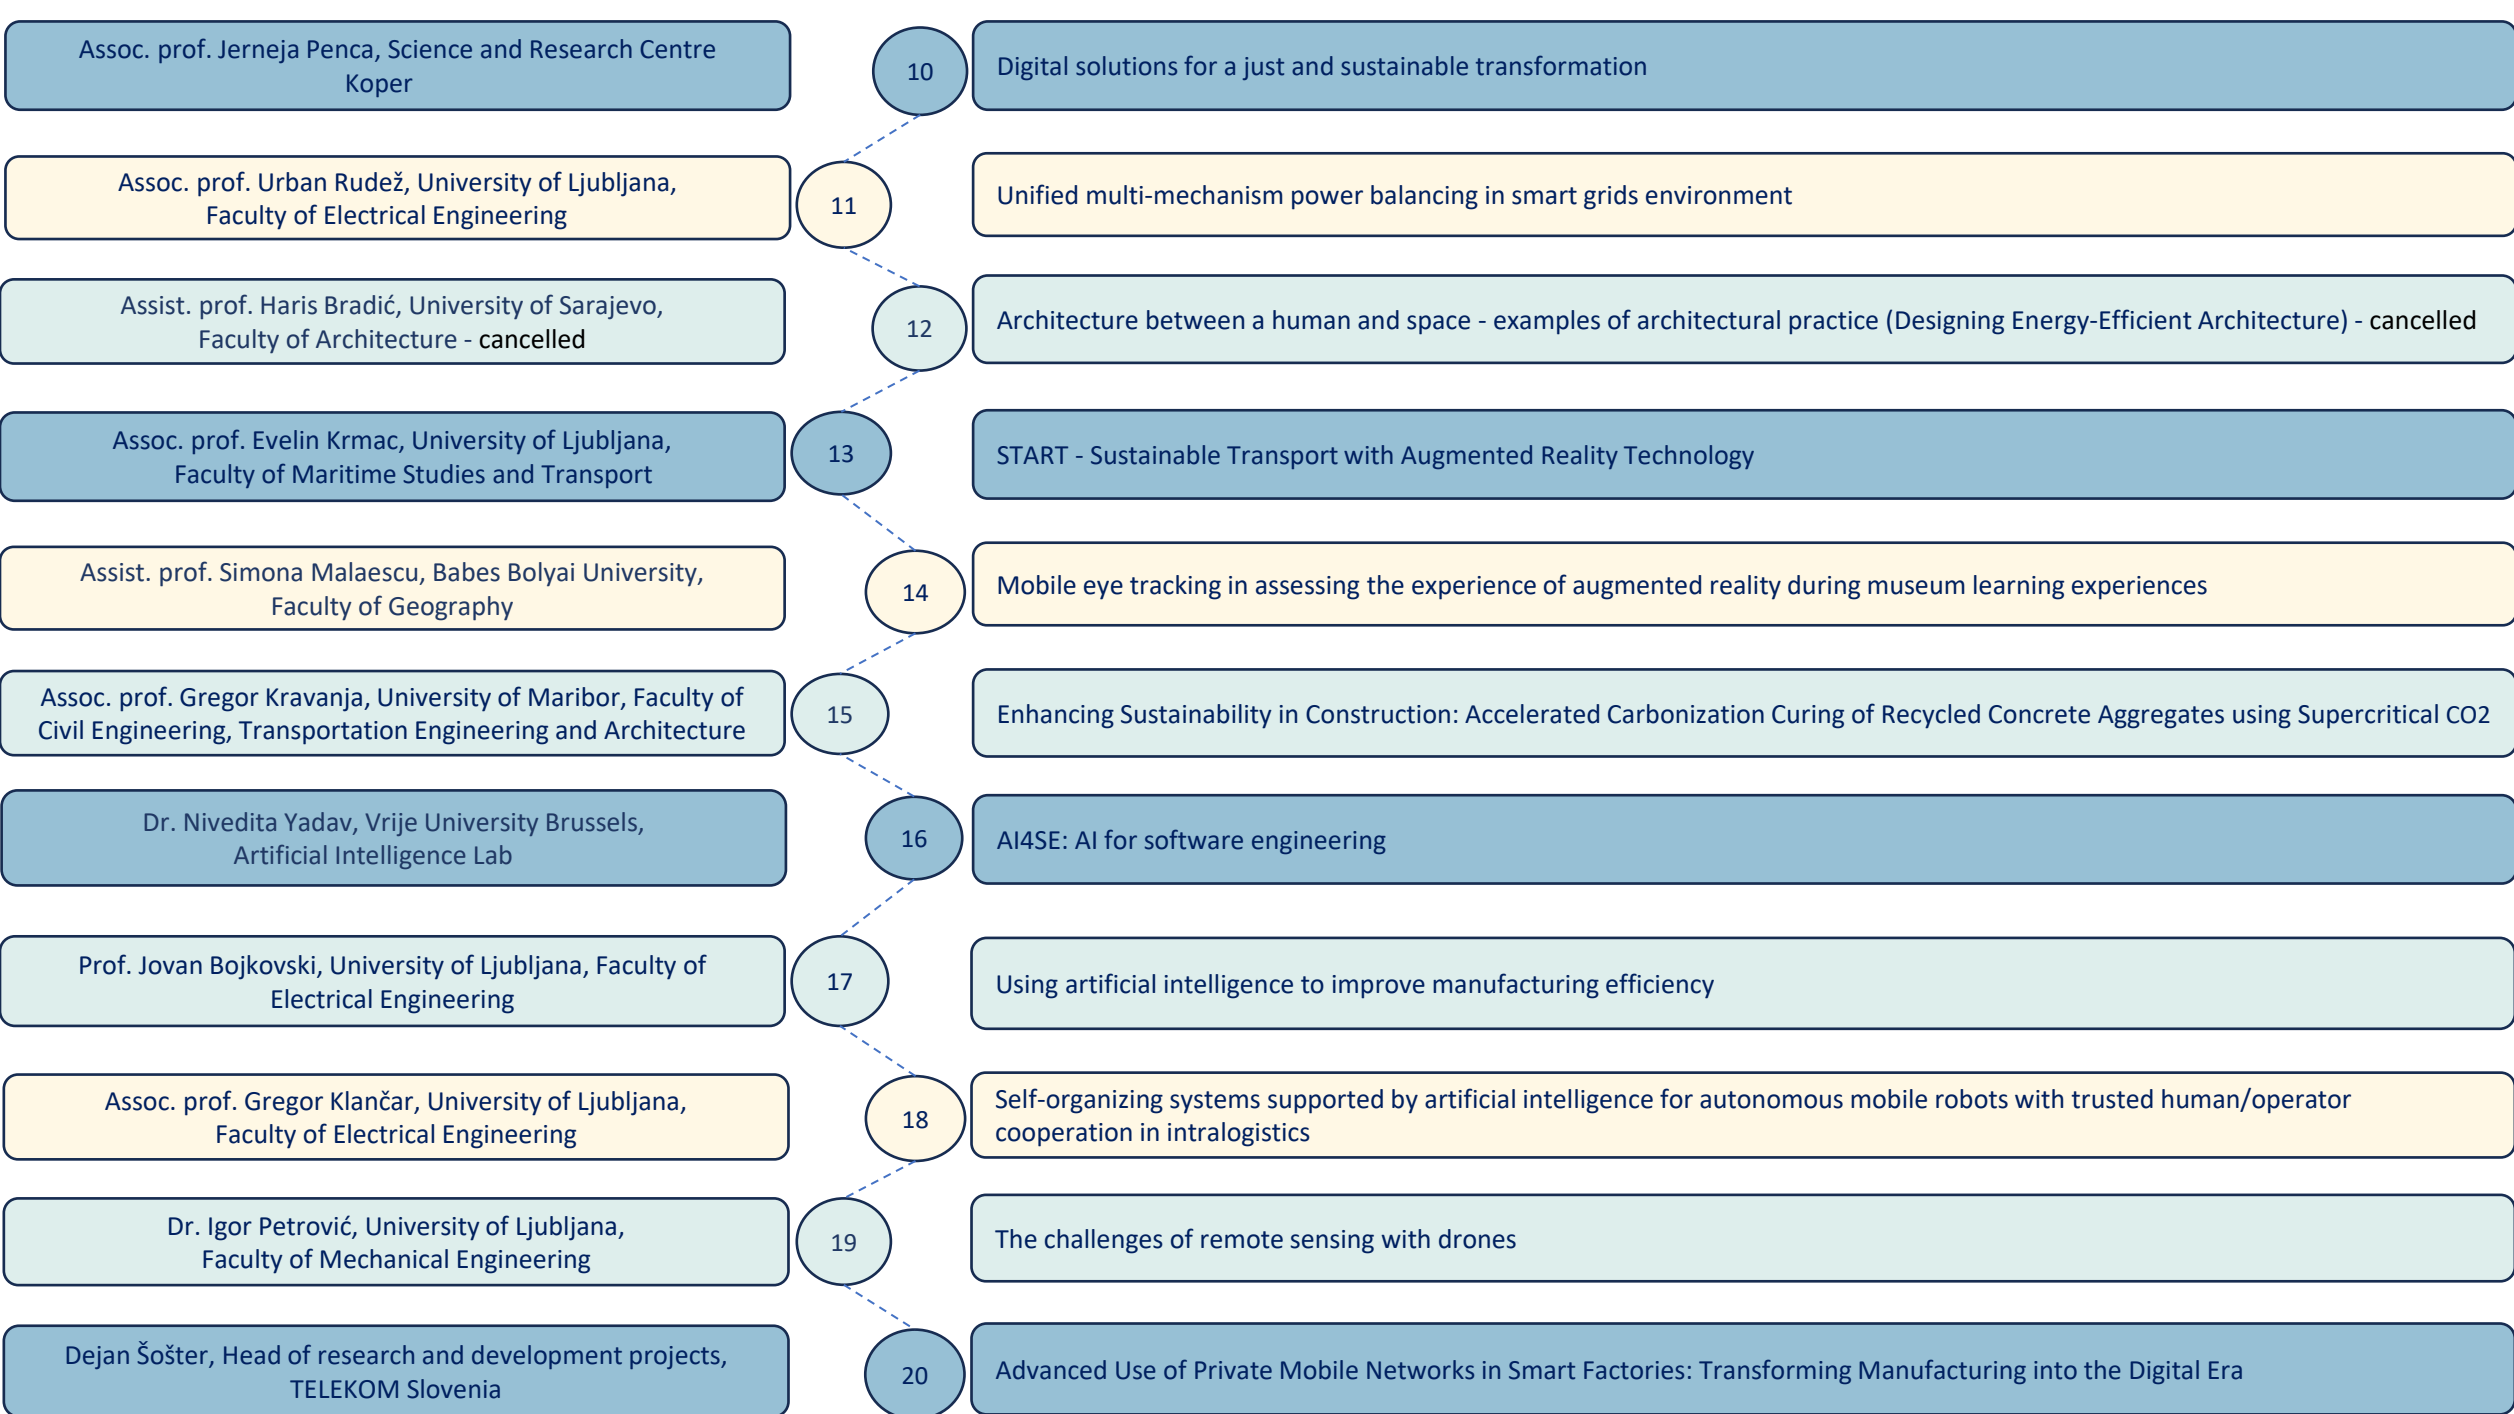 Assoc. prof. Jerneja Penca, Science and Research Centre
Koper
10
Digital solutions for a just and sustainable transformation
Assoc. prof. Urban Rudež, University of Ljubljana,
Faculty of Electrical Engineering
11
Unified multi-mechanism power balancing in smart grids environment
Assist. prof. Haris Bradić, University of Sarajevo,
Faculty of Architecture - cancelled
12
Architecture between a human and space - examples of architectural practice (Designing Energy-Efficient Architecture) - cancelled
Assoc. prof. Evelin Krmac, University of Ljubljana,
Faculty of Maritime Studies and Transport
13
START - Sustainable Transport with Augmented Reality Technology
Assist. prof. Simona Malaescu, Babes Bolyai University,
Faculty of Geography
14
Mobile eye tracking in assessing the experience of augmented reality during museum learning experiences
Assoc. prof. Gregor Kravanja, University of Maribor, Faculty of
Civil Engineering, Transportation Engineering and Architecture
15
Enhancing Sustainability in Construction: Accelerated Carbonization Curing of Recycled Concrete Aggregates using Supercritical CO2
Dr. Nivedita Yadav, Vrije University Brussels,
Artificial Intelligence Lab
16
AI4SE: AI for software engineering
Prof. Jovan Bojkovski, University of Ljubljana, Faculty of
Electrical Engineering
17
Using artificial intelligence to improve manufacturing efficiency
Assoc. prof. Gregor Klančar, University of Ljubljana,
Faculty of Electrical Engineering
18
Self-organizing systems supported by artificial intelligence for autonomous mobile robots with trusted human/operator
cooperation in intralogistics
Dr. Igor Petrović, University of Ljubljana,
Faculty of Mechanical Engineering
19
The challenges of remote sensing with drones
Dejan Šošter, Head of research and development projects,
TELEKOM Slovenia
20
Advanced Use of Private Mobile Networks in Smart Factories: Transforming Manufacturing into the Digital Era